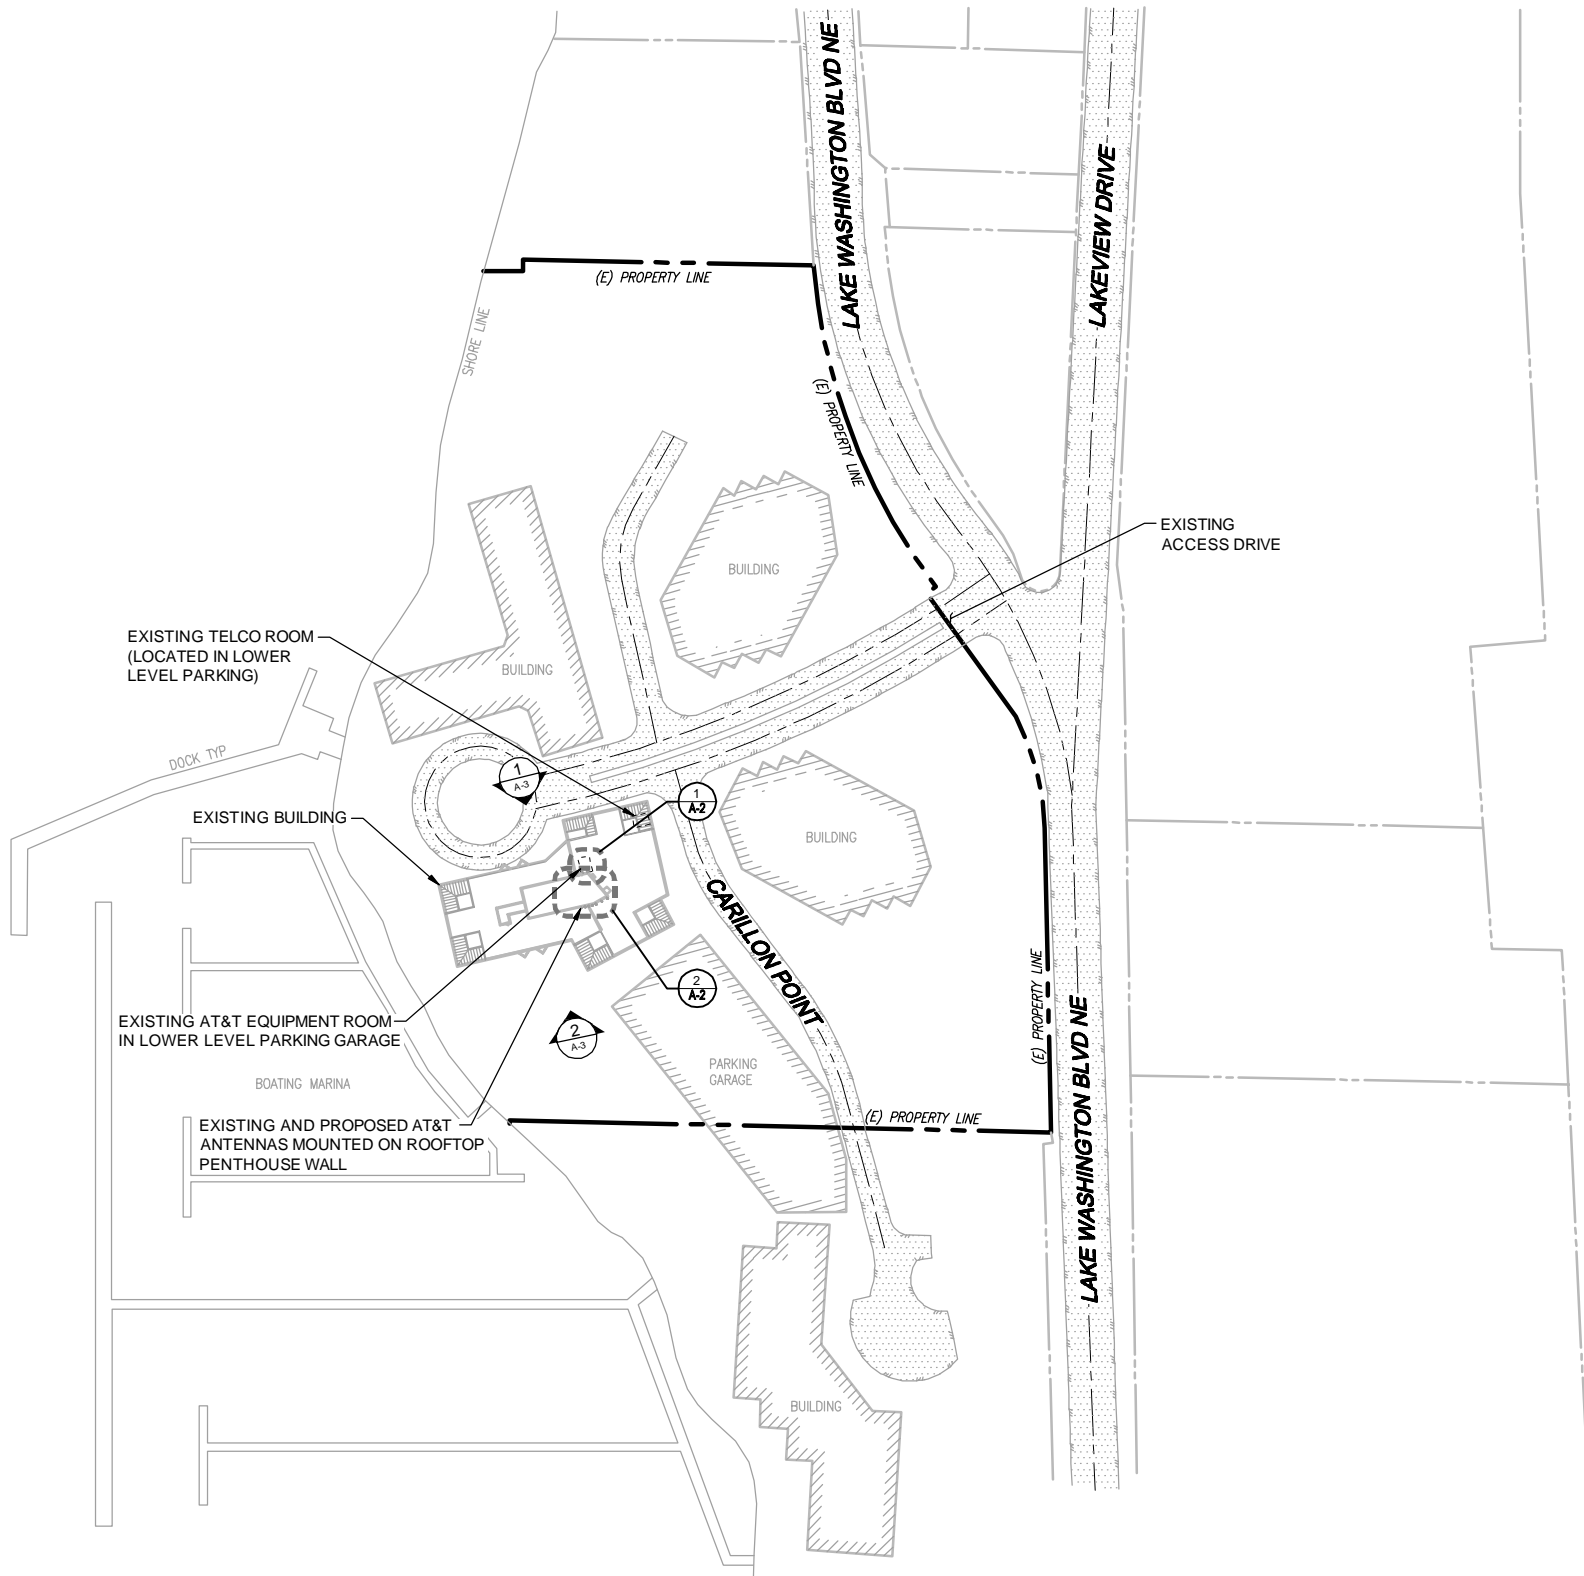 LAKE WASHINGTON BLVD NE
LAKEVIEW DRIVE
(E) PROPERTY LINE
SHORE LINE
(E) PROPERTY LINE
EXISTING
ACCESS DRIVE
BUILDING
EXISTING TELCO ROOM
(LOCATED IN LOWER
LEVEL PARKING)
BUILDING
DOCK TYP
1
A-3
1
A-2
EXISTING BUILDING
BUILDING
CARILLON POINT
2
A-2
(E) PROPERTY LINE
EXISTING AT&T EQUIPMENT ROOM
IN LOWER LEVEL PARKING GARAGE
2
A-3
BOATING MARINA
PARKING
GARAGE
EXISTING AND PROPOSED AT&T
ANTENNAS MOUNTED ON ROOFTOP
PENTHOUSE WALL
(E) PROPERTY LINE
LAKE WASHINGTON BLVD NE
BUILDING